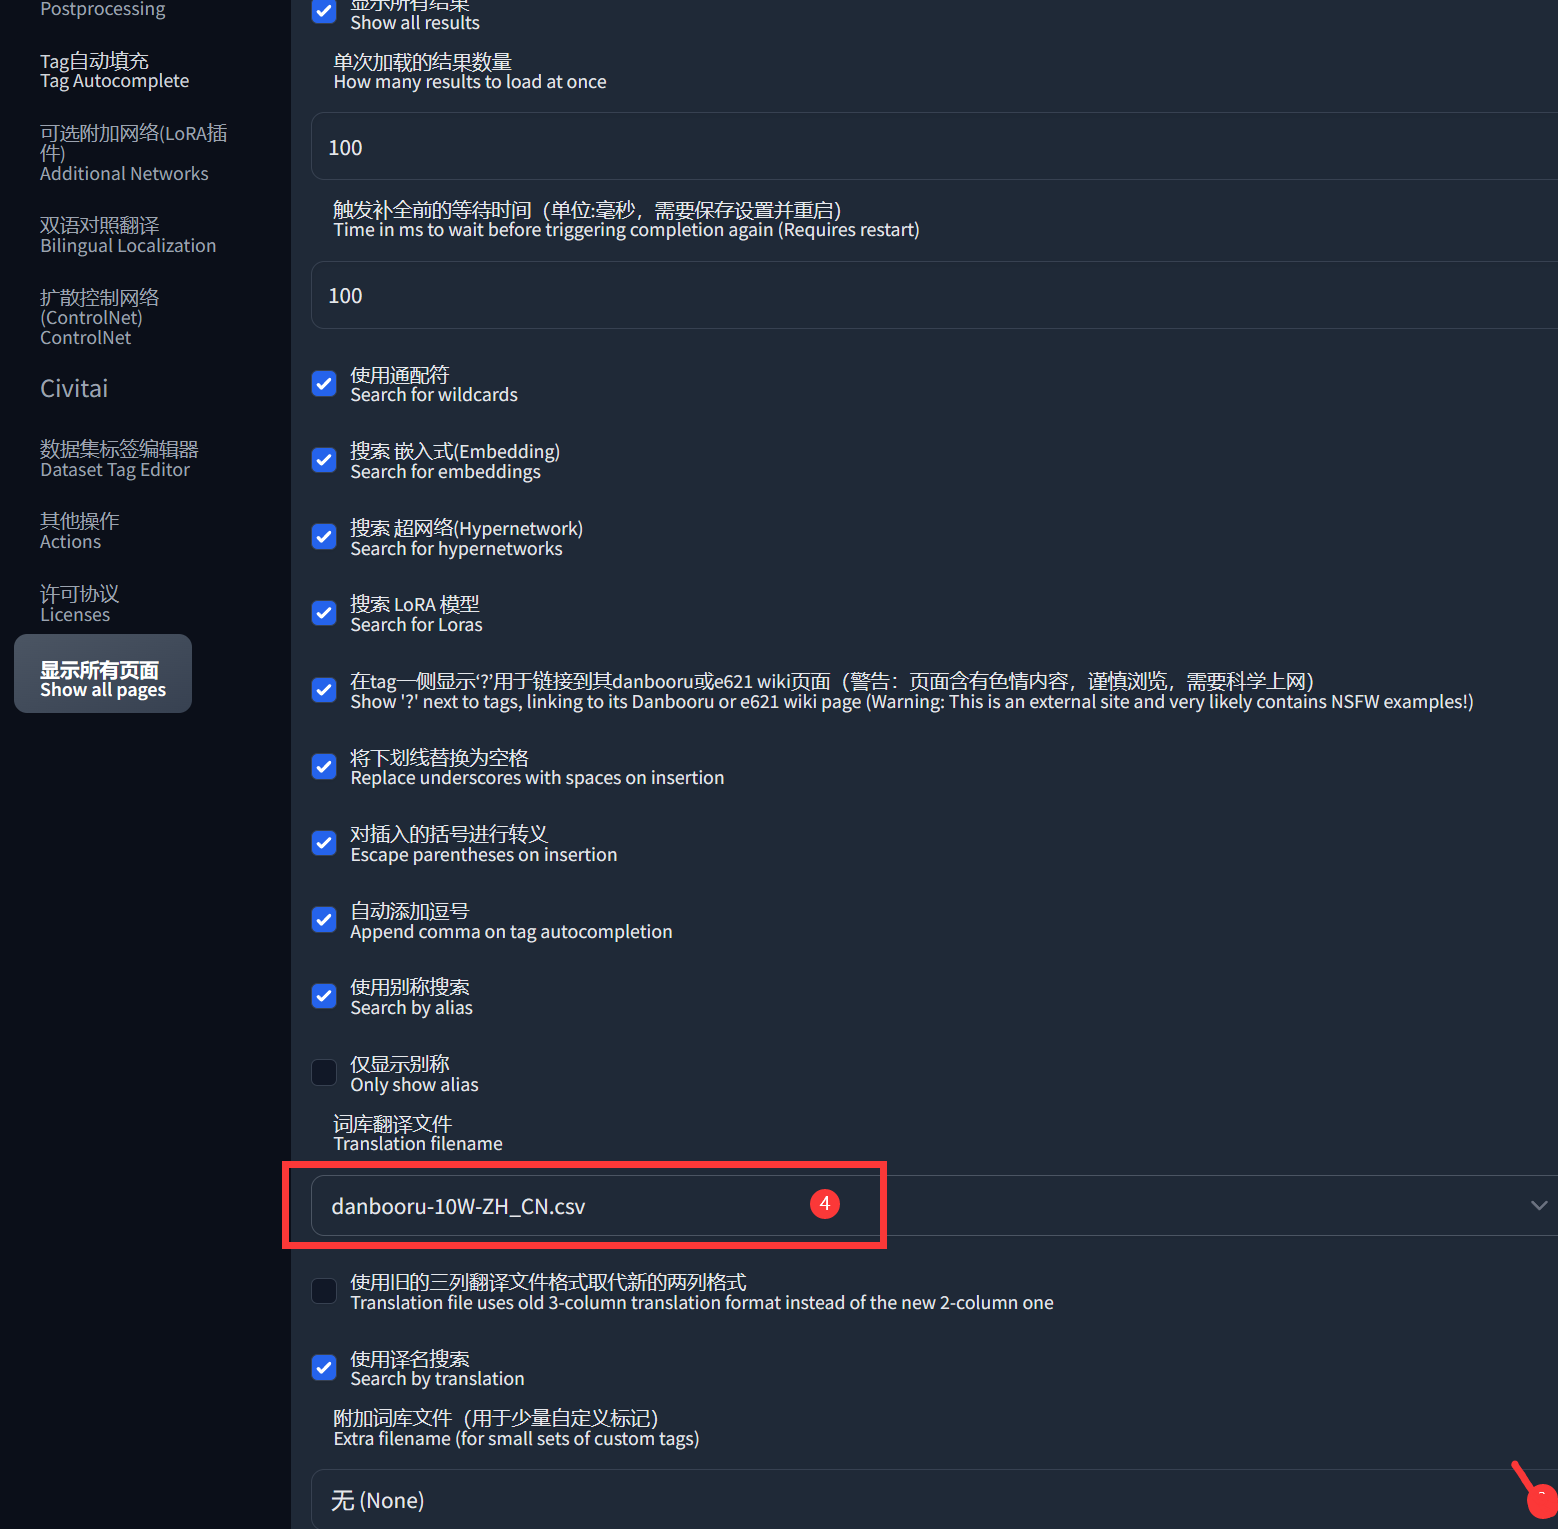 Postprocessing
Tag自动填充
Tag Autocomplete
可选附加网络(LoRA插
件)
Additional Networks
双语对照翻译
Bilingual Localization
扩散控制网络
(ControlNet)
ControlNet
Civitai
数据集标签编辑器
Dataset Tag Editor
其他操作
Actions
许可协议
Licenses
显示所有页面
Show all pages
显示所有结果
Show all results
单次加载的结果数量
How many results to load at once
100
触发补全前的等待时间（单位:毫秒，需要保存设置并重启）
Time in ms to wait before triggering completion again (Requires restart)
100
使用通配符
Search for wildcards
搜索 嵌入式(Embedding)
Search for embeddings
搜索 超网络(Hypernetwork)
Search for hypernetworks
搜索 LoRA 模型
Search for Loras
在tag一侧显示‘?’用于链接到其danbooru或e621 wiki页面（警告：页面含有色情内容，谨慎浏览，需要科学上网）
Show '?' next to tags, linking to its Danbooru or e621 wiki page (Warning: This is an external site and very likely contains NSFW examples!)
将下划线替换为空格
Replace underscores with spaces on insertion
对插入的括号进行转义
Escape parentheses on insertion
自动添加逗号
Append comma on tag autocompletion
使用别称搜索
Search by alias
仅显示别称
Only show alias
词库翻译文件
Translation filename
danbooru-10W-ZH_CN.csv 4
使用旧的三列翻译文件格式取代新的两列格式
Translation file uses old 3-column translation format instead of the new 2-column one
使用译名搜索
Search by translation
附加词库文件（用于少量自定义标记）
Extra filename (for small sets of custom tags)
无 (None)